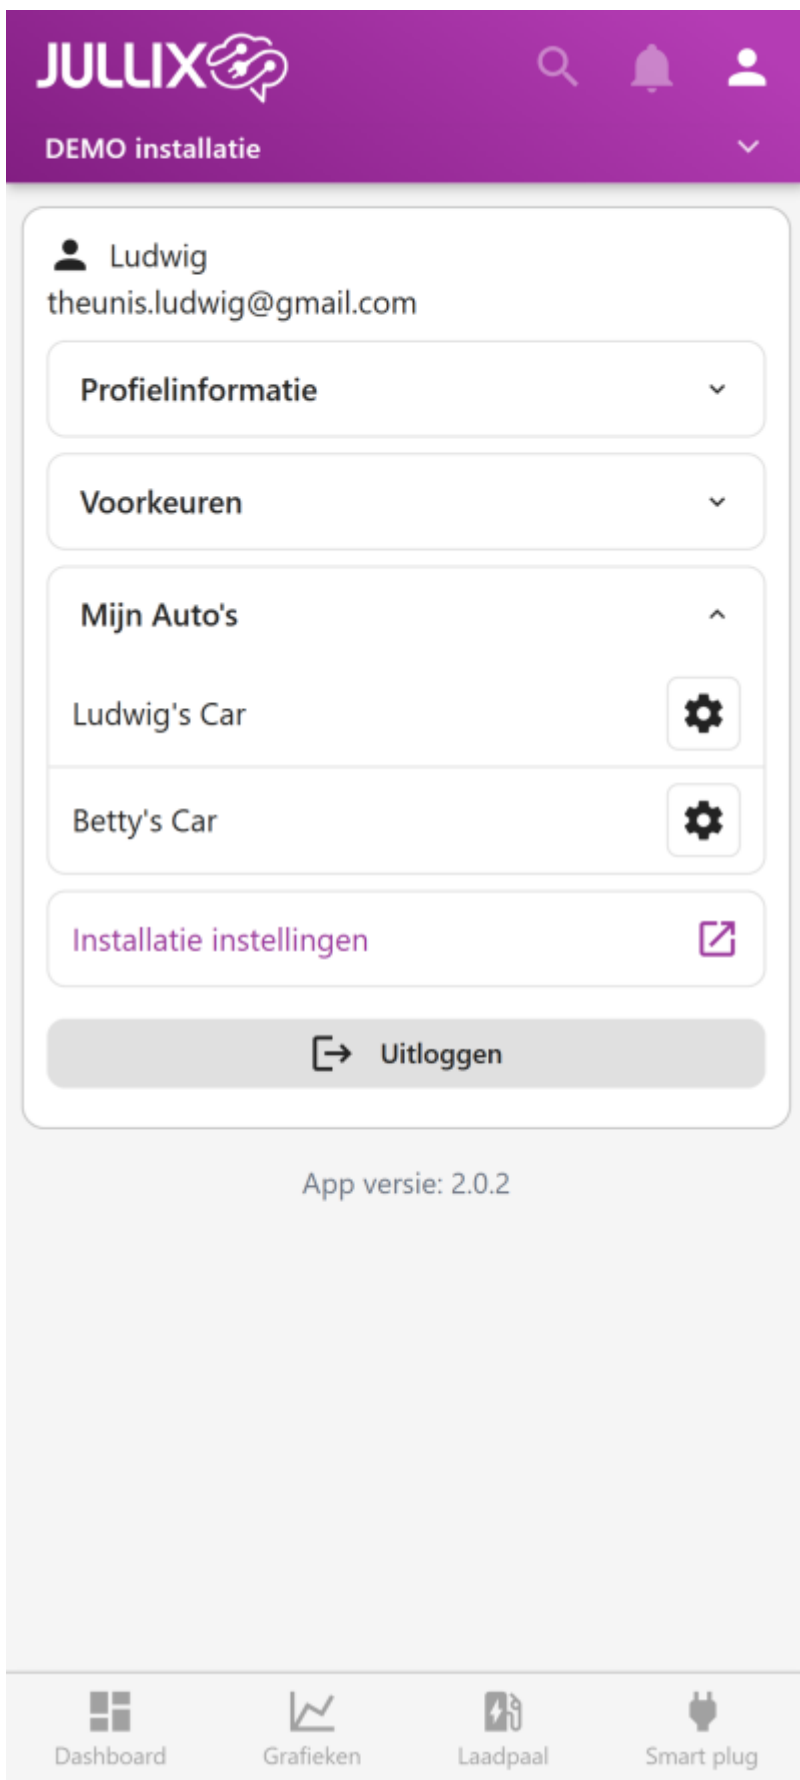 JULLIX
DEMO installatie
Ludwig
theunis.ludwig@gmail.com
Profielinformatie
Voorkeuren
Mijn Auto's
Ludwig's Car
Betty's Car
Installatie instellingen
Uitloggen
App versie: 2.0.2
Dashboard Grafieken Laadpaal Smart plug